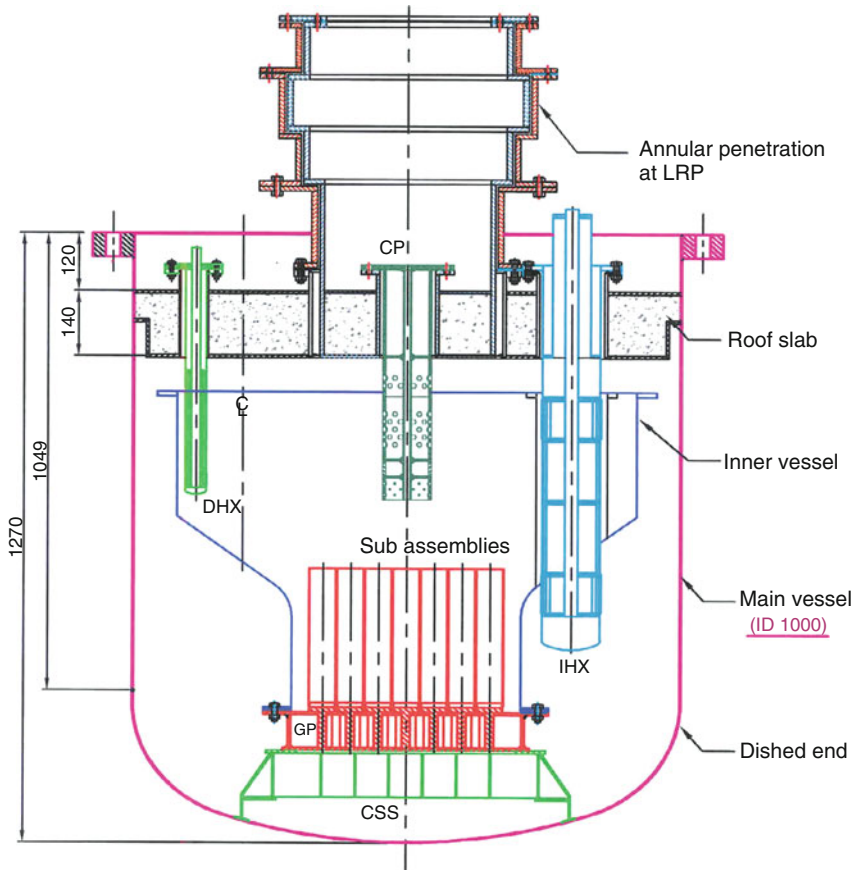 Annular penetration
at LRP
CP
120
140
Roof slab
C
L
1049
1270
Inner vessel
DHX
Sub assemblies
Main vessel
(ID 1000)
IHX
GP
Dished end
CSS